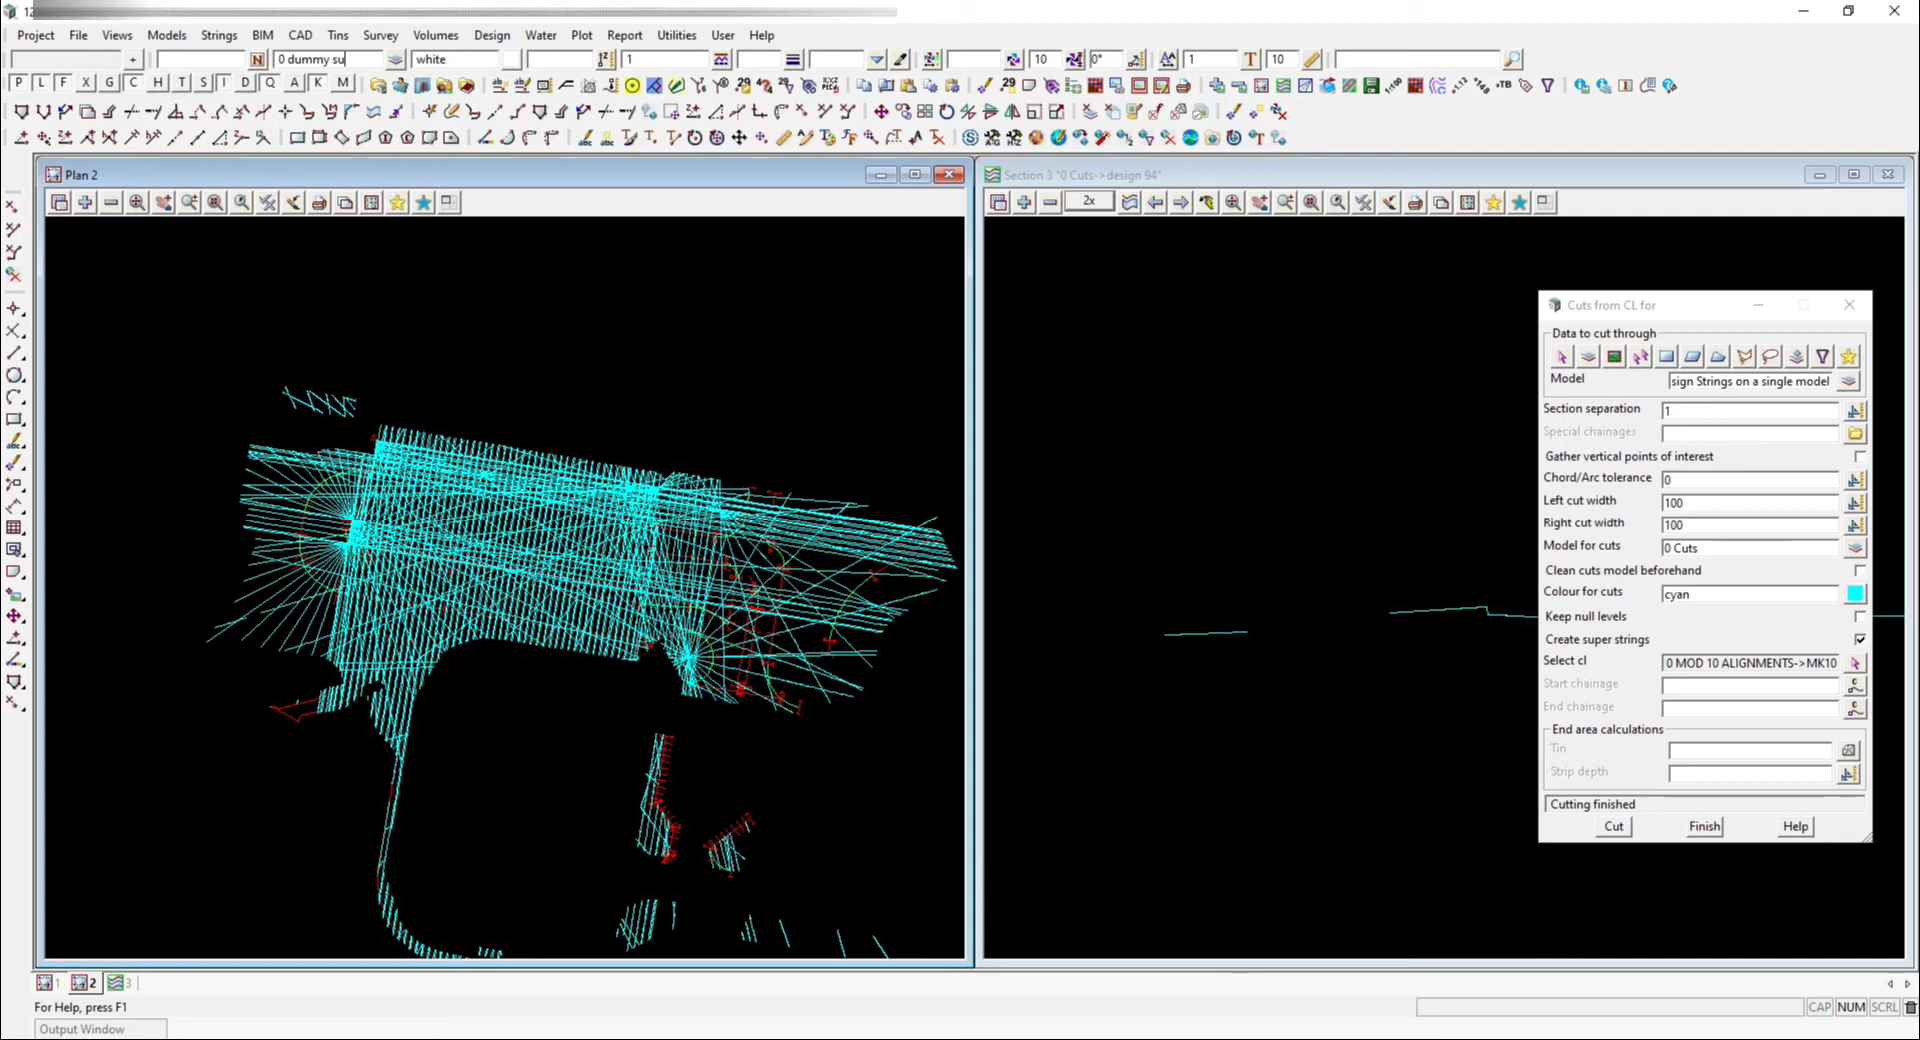 12
Project File Views Models Strings BIM CAD Tins Survey Volumes Design Water Plot Report Utilities User Help
N 0 dummy su white 1 10 0° 1 T 10
P L F X G C H T S I D Q A K M
Plan 2
Section 3 "0 Cuts->design 94"
2x
Cuts from CL for
Data to cut through
Model sign Strings on a single model
Section separation 1
Special chainages
Gather vertical points of interest
Chord/Arc tolerance 0
Left cut width 100
Right cut width 100
Model for cuts 0 Cuts
Clean cuts model beforehand
Colour for cuts cyan
Keep null levels
Create super strings
Select cl 0 MOD 10 ALIGNMENTS->MK10
Start chainage
End chainage
End area calculations
Tin
Strip depth
Cutting finished
Cut Finish Help
1 2 3
For Help, press F1
CAP NUM SCRL
Output Window